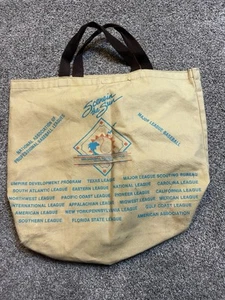 Science
NATIONAL ASSOCIATION OF
PROFESSIONAL BASEBALL LEAGUES
MAJOR LEAGUE BASEBALL
UMPIRE DEVELOPMENT PROGRAM TEXAS LEAGUE MAJOR LEAGUE SCOUTING BUREAU
SOUTH ATLANTIC LEAGUE EASTERN LEAGUE NATIONAL LEAGUE CAROLINA LEAGUE
NORTHWEST LEAGUE PACIFIC COAST LEAGUE PIONEER LEAGUE CALIFORNIA LEAGUE
INTERNATIONAL LEAGUE APPALACHIAN LEAGUE MIDWEST LEAGUE MEXICAN LEAGUE
AMERICAN LEAGUE NEW YORK/PENNSYLVANIA LEAGUE GULF COAST LEAGUE
SOUTHERN LEAGUE FLORIDA STATE LEAGUE AMERICAN ASSOCIATION